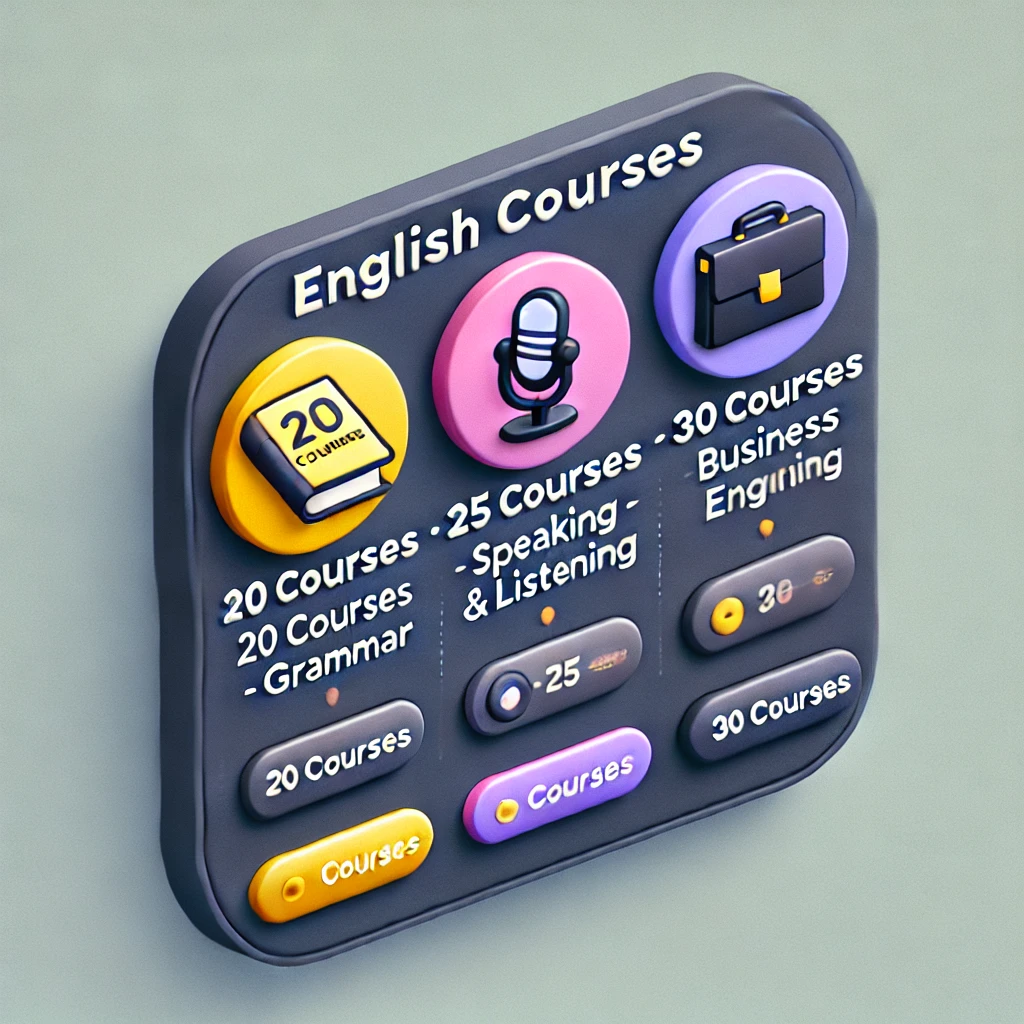 English Courses
20
20 Courses
20 Courses
- Grammar
20 Courses
Courses
25 Courses
- Speaking -
& Listening
-25
Courses
- 30 Courses
- Business
30
30 Courses